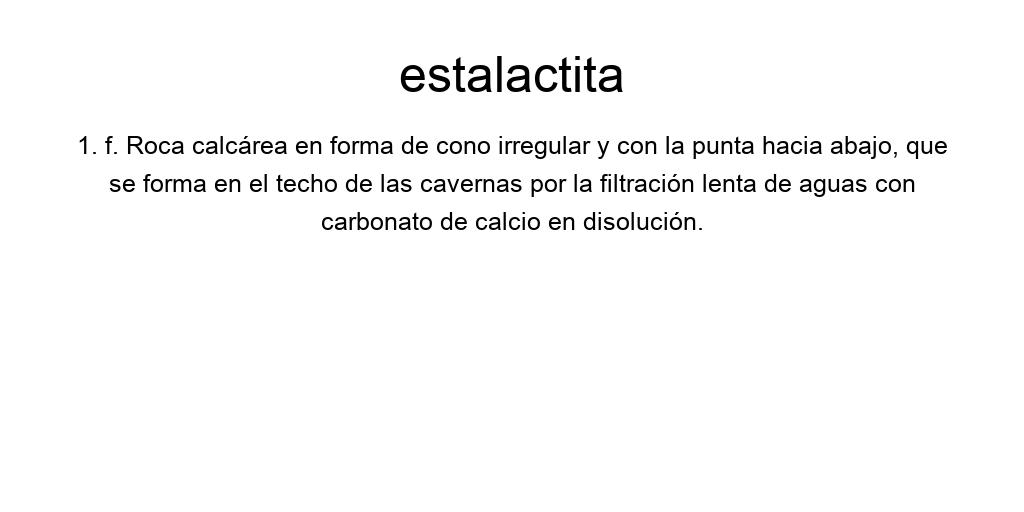 estalactita
1. f. Roca calcárea en forma de cono irregular y con la punta hacia abajo, que
se forma en el techo de las cavernas por la filtración lenta de aguas con
carbonato de calcio en disolución.